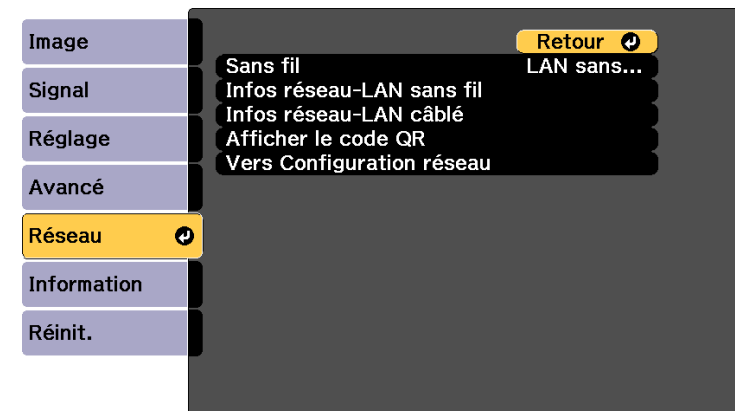 Image
Signal
Réglage
Avancé
Réseau
Information
Réinit.
Retour
Sans fil LAN sans...
Infos réseau-LAN sans fil
Infos réseau-LAN câblé
Afficher le code QR
Vers Configuration réseau